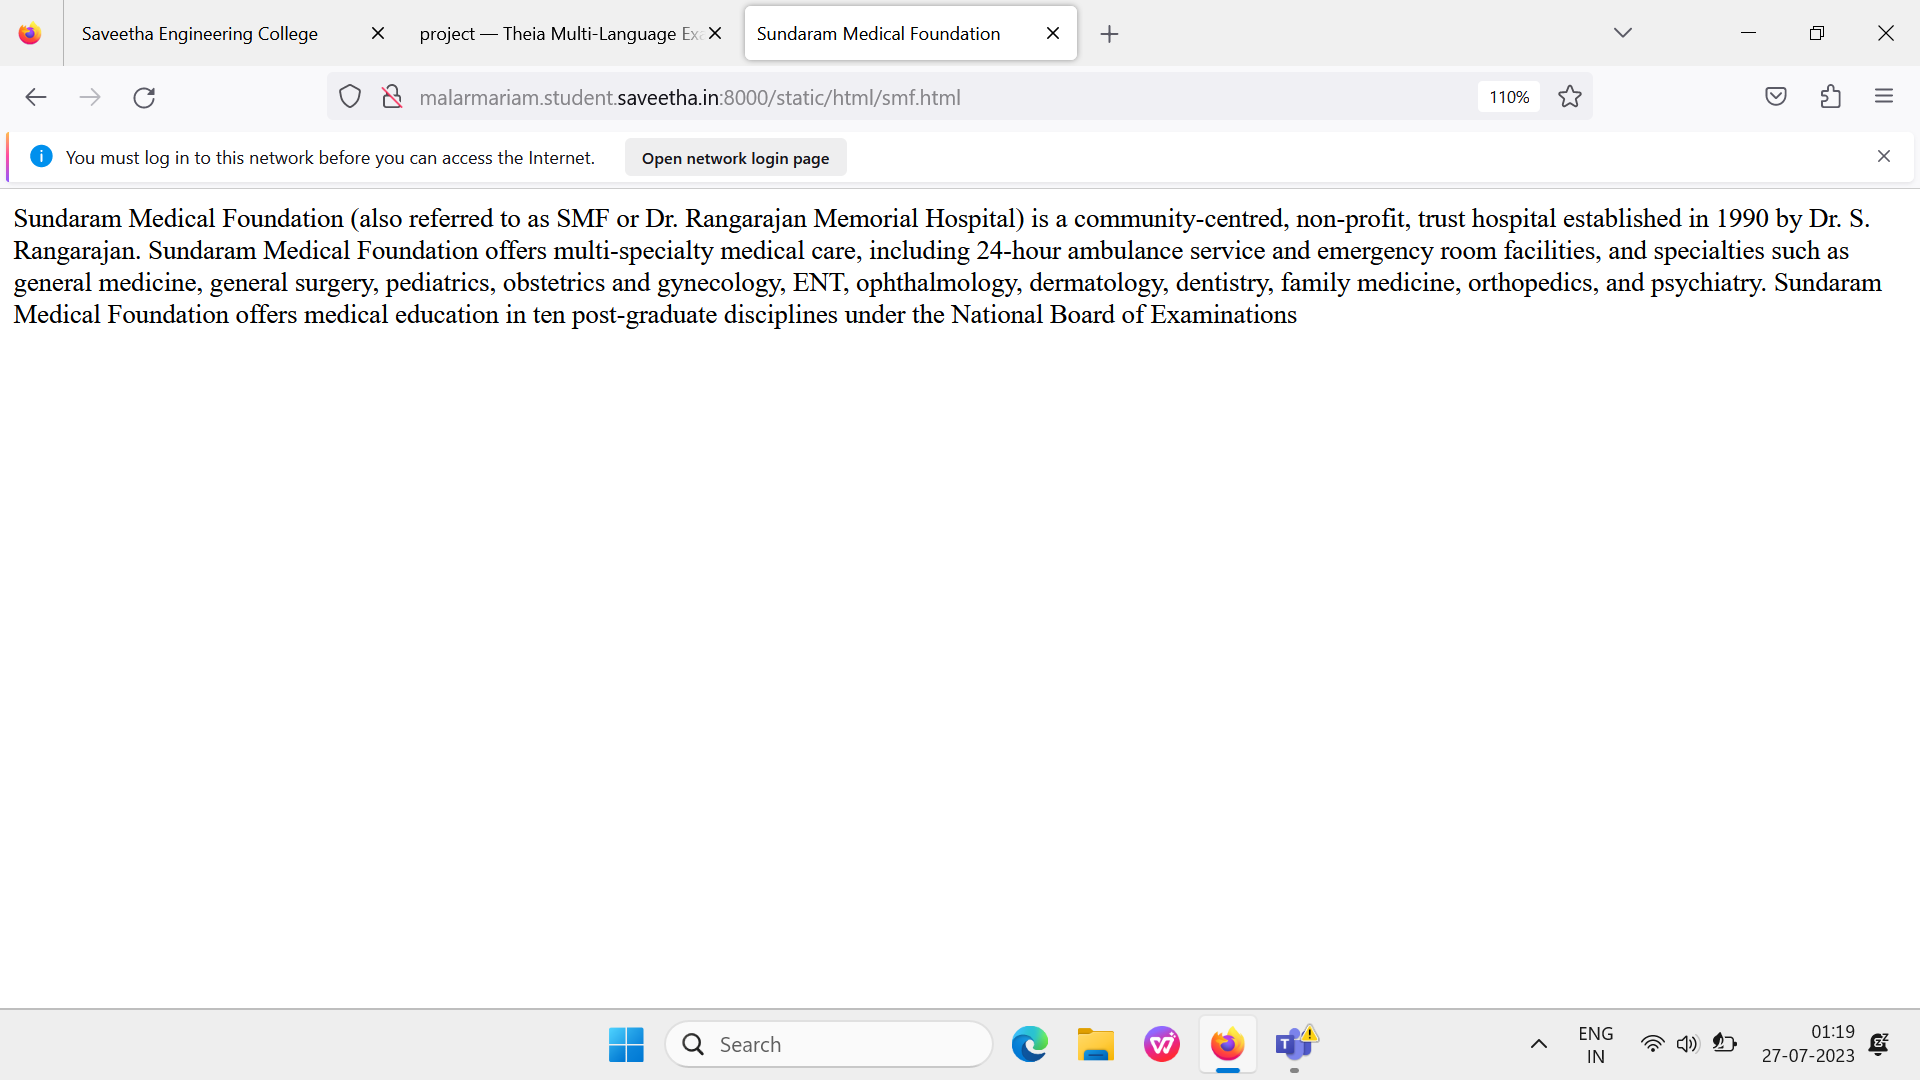 Saveetha Engineering College
project — Theia Multi-Language Exa
Sundaram Medical Foundation
malarmariam.student.saveetha.in:8000/static/html/smf.html
110%
You must log in to this network before you can access the Internet.
Open network login page
Sundaram Medical Foundation (also referred to as SMF or Dr. Rangarajan Memorial Hospital) is a community-centred, non-profit, trust hospital established in 1990 by Dr. S.
Rangarajan. Sundaram Medical Foundation offers multi-specialty medical care, including 24-hour ambulance service and emergency room facilities, and specialties such as
general medicine, general surgery, pediatrics, obstetrics and gynecology, ENT, ophthalmology, dermatology, dentistry, family medicine, orthopedics, and psychiatry. Sundaram
Medical Foundation offers medical education in ten post-graduate disciplines under the National Board of Examinations
Search
ENG
IN
01:19
27-07-2023